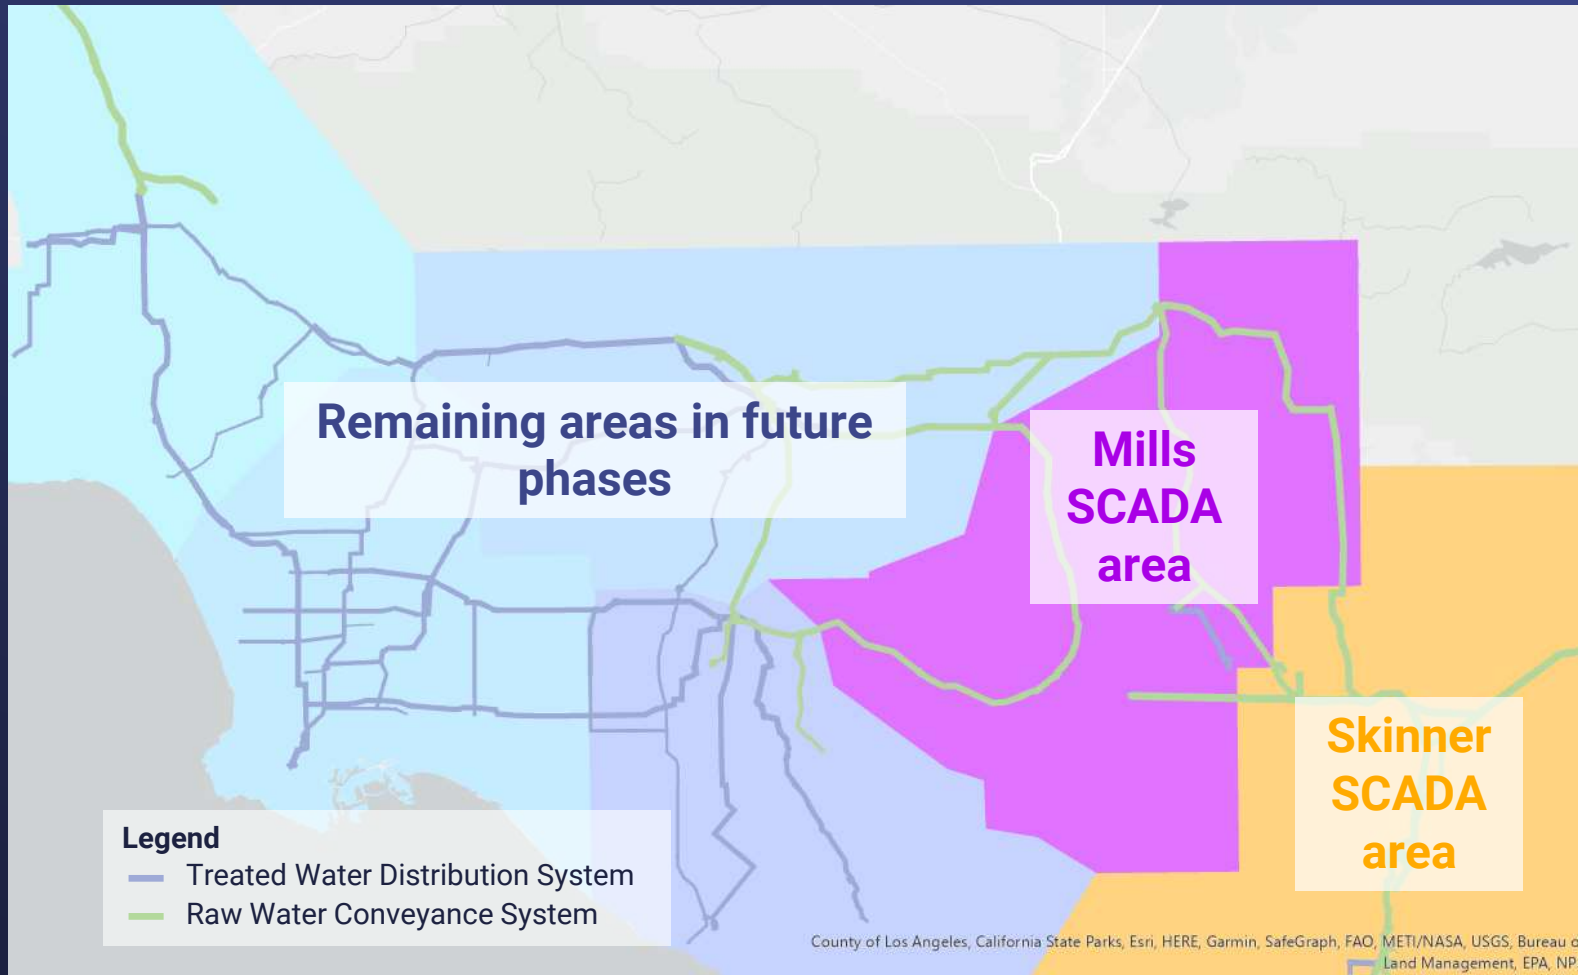 Remaining areas in future
phases
Mills
SCADA
area
Skinner
SCADA
area
Legend
Treated Water Distribution System
Raw Water Conveyance System
County of Los Angeles, California State Parks, Esri, HERE, Garmin, SafeGraph, FAO, METI/NASA, USGS, Bureau o
Land Management, EPA, NP